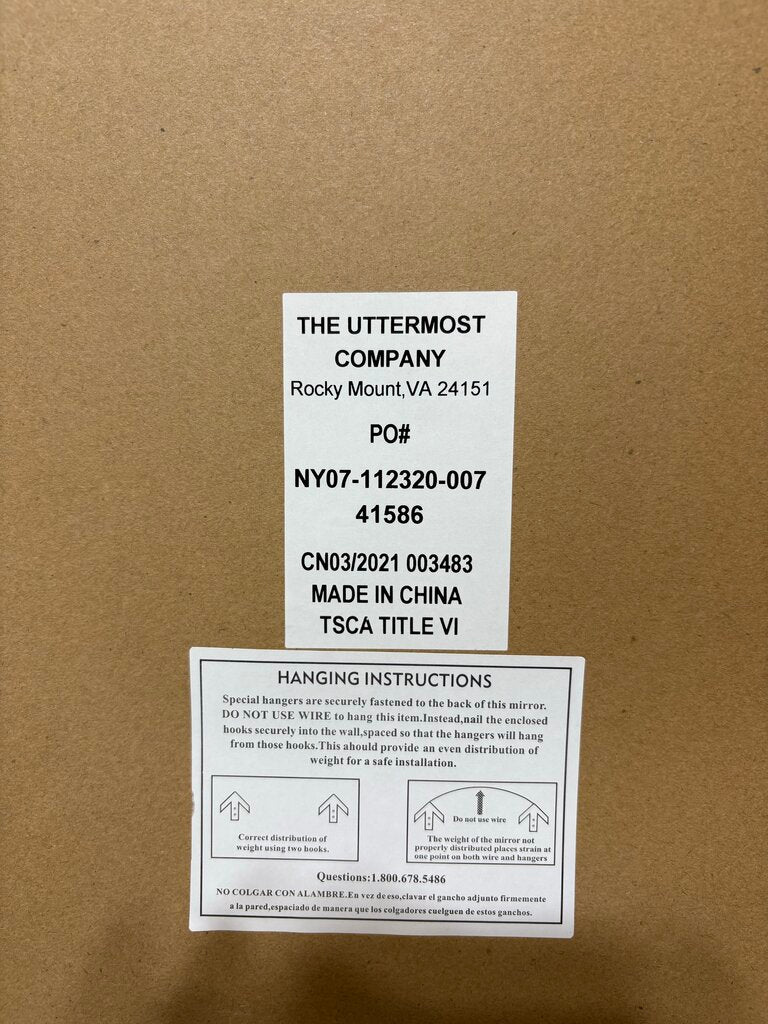 THE UTTERMOST
COMPANY
Rocky Mount,VA 24151
PO#
NY07-112320-007
41586
CN03/2021 003483
MADE IN CHINA
TSCA TITLE VI
HANGING INSTRUCTIONS
Special hangers are securely fastened to the back of this mirror.
DO NOT USE WIRE to hang this item.Instead,nail the enclosed
hooks securely into the wall,spaced so that the hangers will hang
from those hooks.This ahould provide an even distribution of
weight for a safe installation.
Correct distribution of
weight using two hooks.
Do not use wire
The weight of the mirror not
properly distributed places strain at
one point on both wire and hangers
Questions:1.800.678.5486
NO COLGAR CON ALAMBRE.En vez de eso,clavar el gancho adjunto firmemente
a la pared,espaciado de manera que los colgadores cuelguen de estos ganchos.